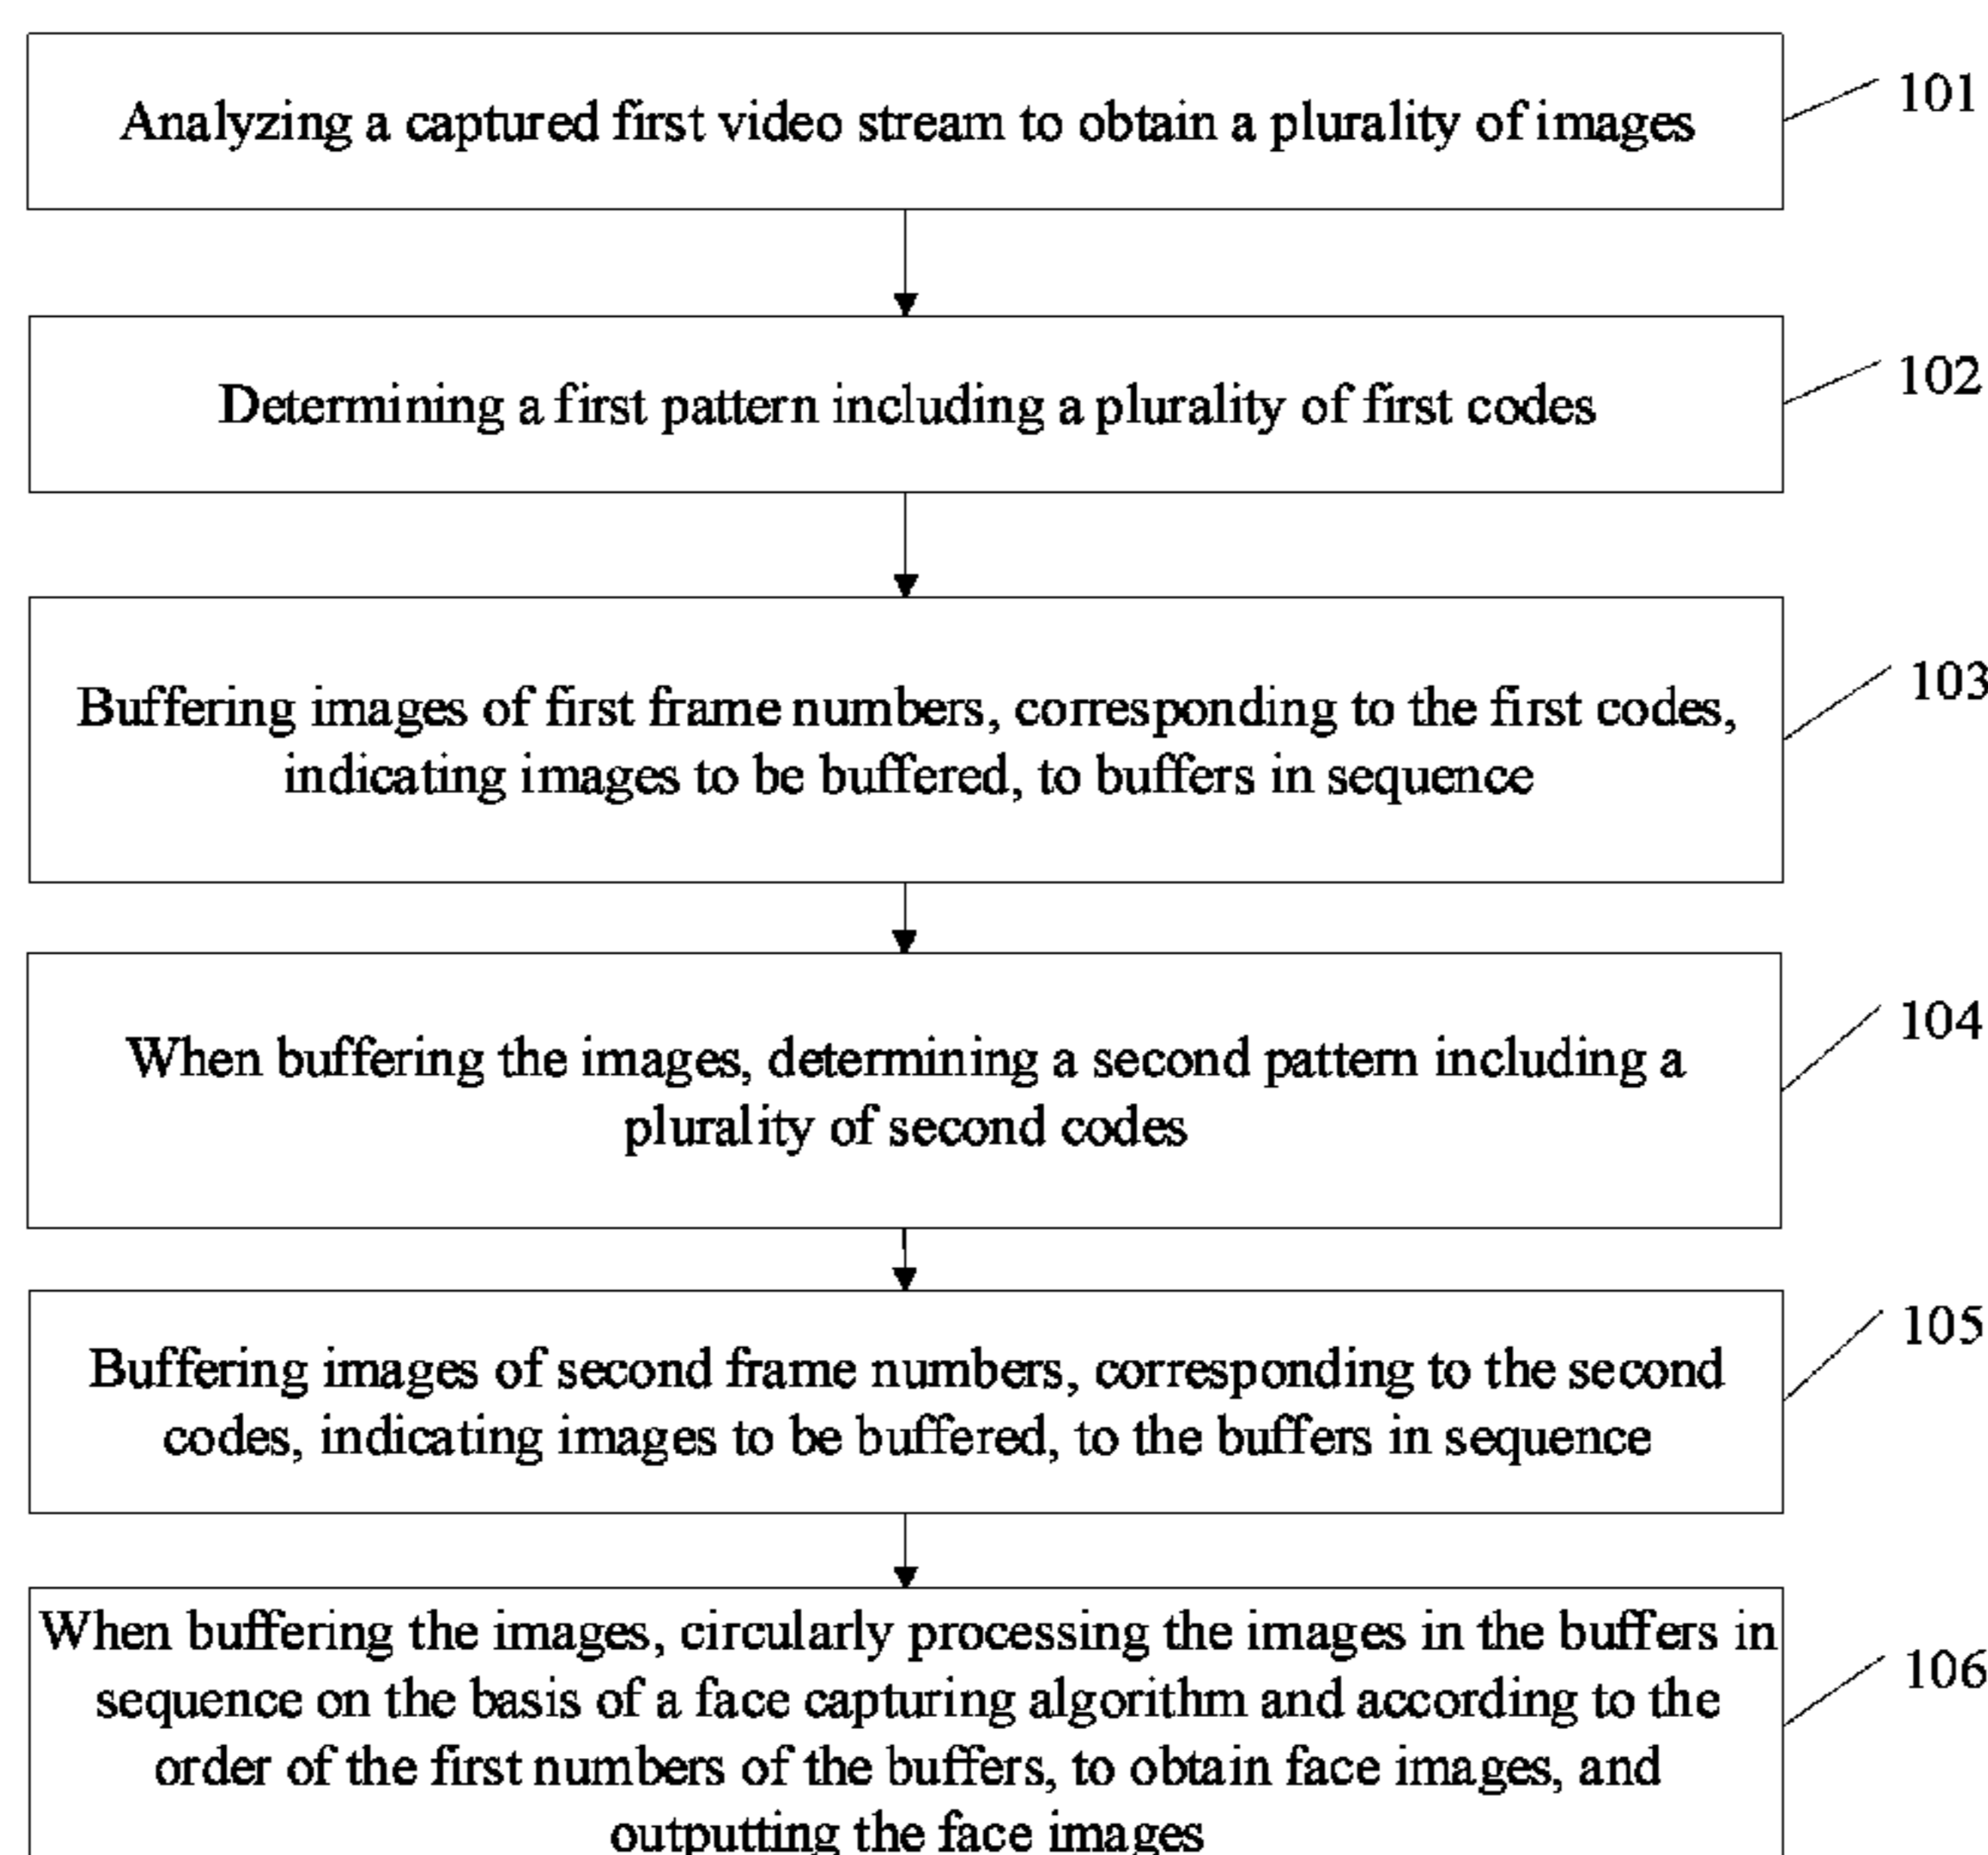 Analyzing a captured first video stream to obtain a plurality of images
101
Determining a first pattern including a plurality of first codes
102
Buffering images of first frame numbers, corresponding to the first codes,
indicating images to be buffered, to buffers in sequence
103
When buffering the images, determining a second pattern including a
plurality of second codes
104
Buffering images of second frame numbers, corresponding to the second
codes, indicating images to be buffered, to the buffers in sequence
105
When buffering the images, circularly processing the images in the buffers in
sequence on the basis of a face capturing algorithm and according to the
order of the first numbers of the buffers, to obtain face images, and
outputting the face images
106